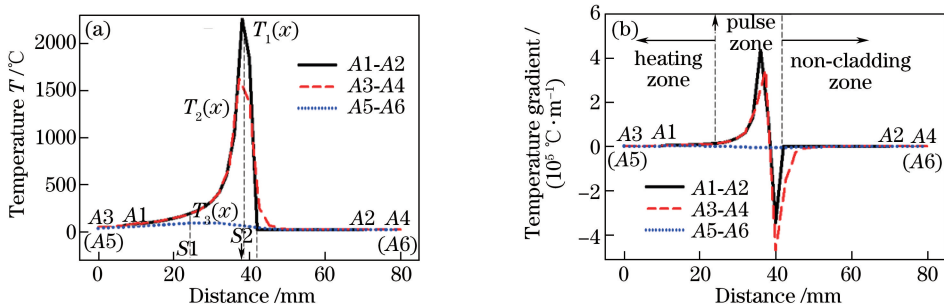 (a)
Temperature T /℃
2000
1500
1000
500
0
T₁(x)
T₂(x)
T₃(x)
A1-A2
A3-A4
A5-A6
A3 A1
(A5)
S1
S2
A2 A4
(A6)
0 20 40 60 80
Distance /mm
(b)
Temperature gradient /
(10⁵ ℃·m⁻¹)
6
4
2
0
-2
-4
heating
zone
pulse
zone
non-cladding
zone
A3 A1
(A5)
A2 A4
(A6)
A1-A2
A3-A4
A5-A6
0 20 40 60 80
Distance /mm